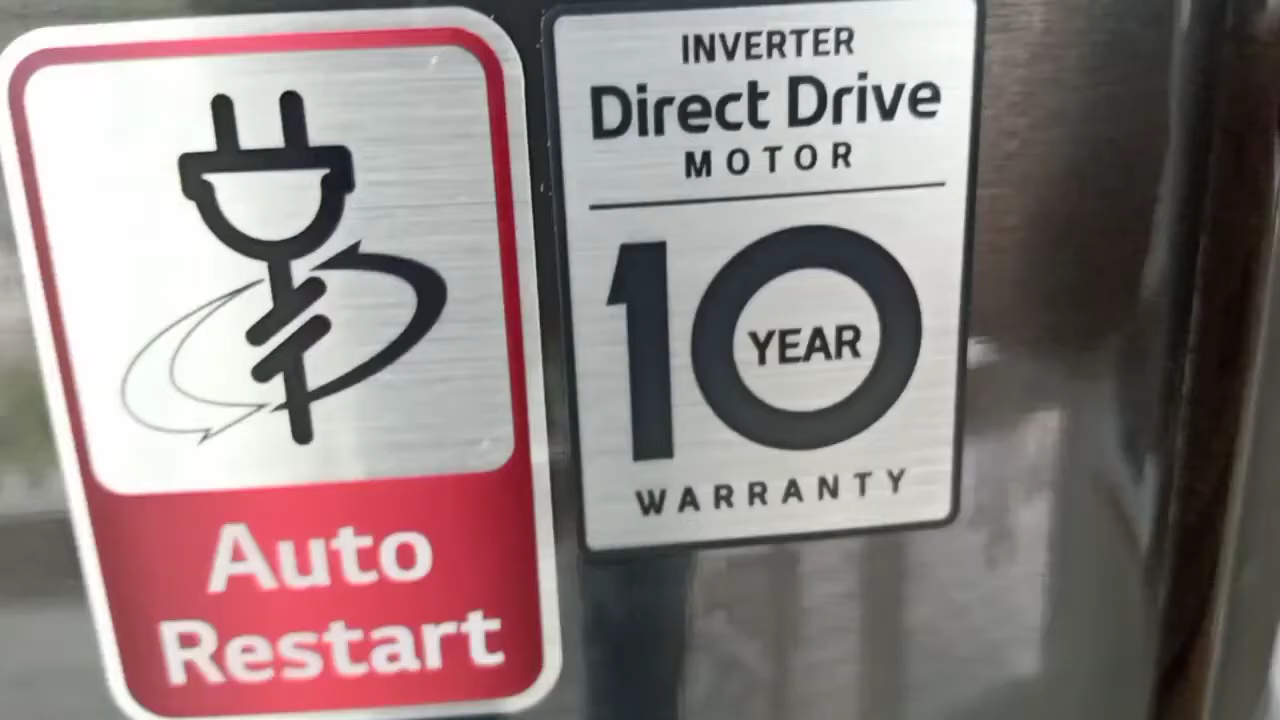 Auto
Restart
INVERTER
Direct Drive
MOTOR
10
YEAR
WARRANTY